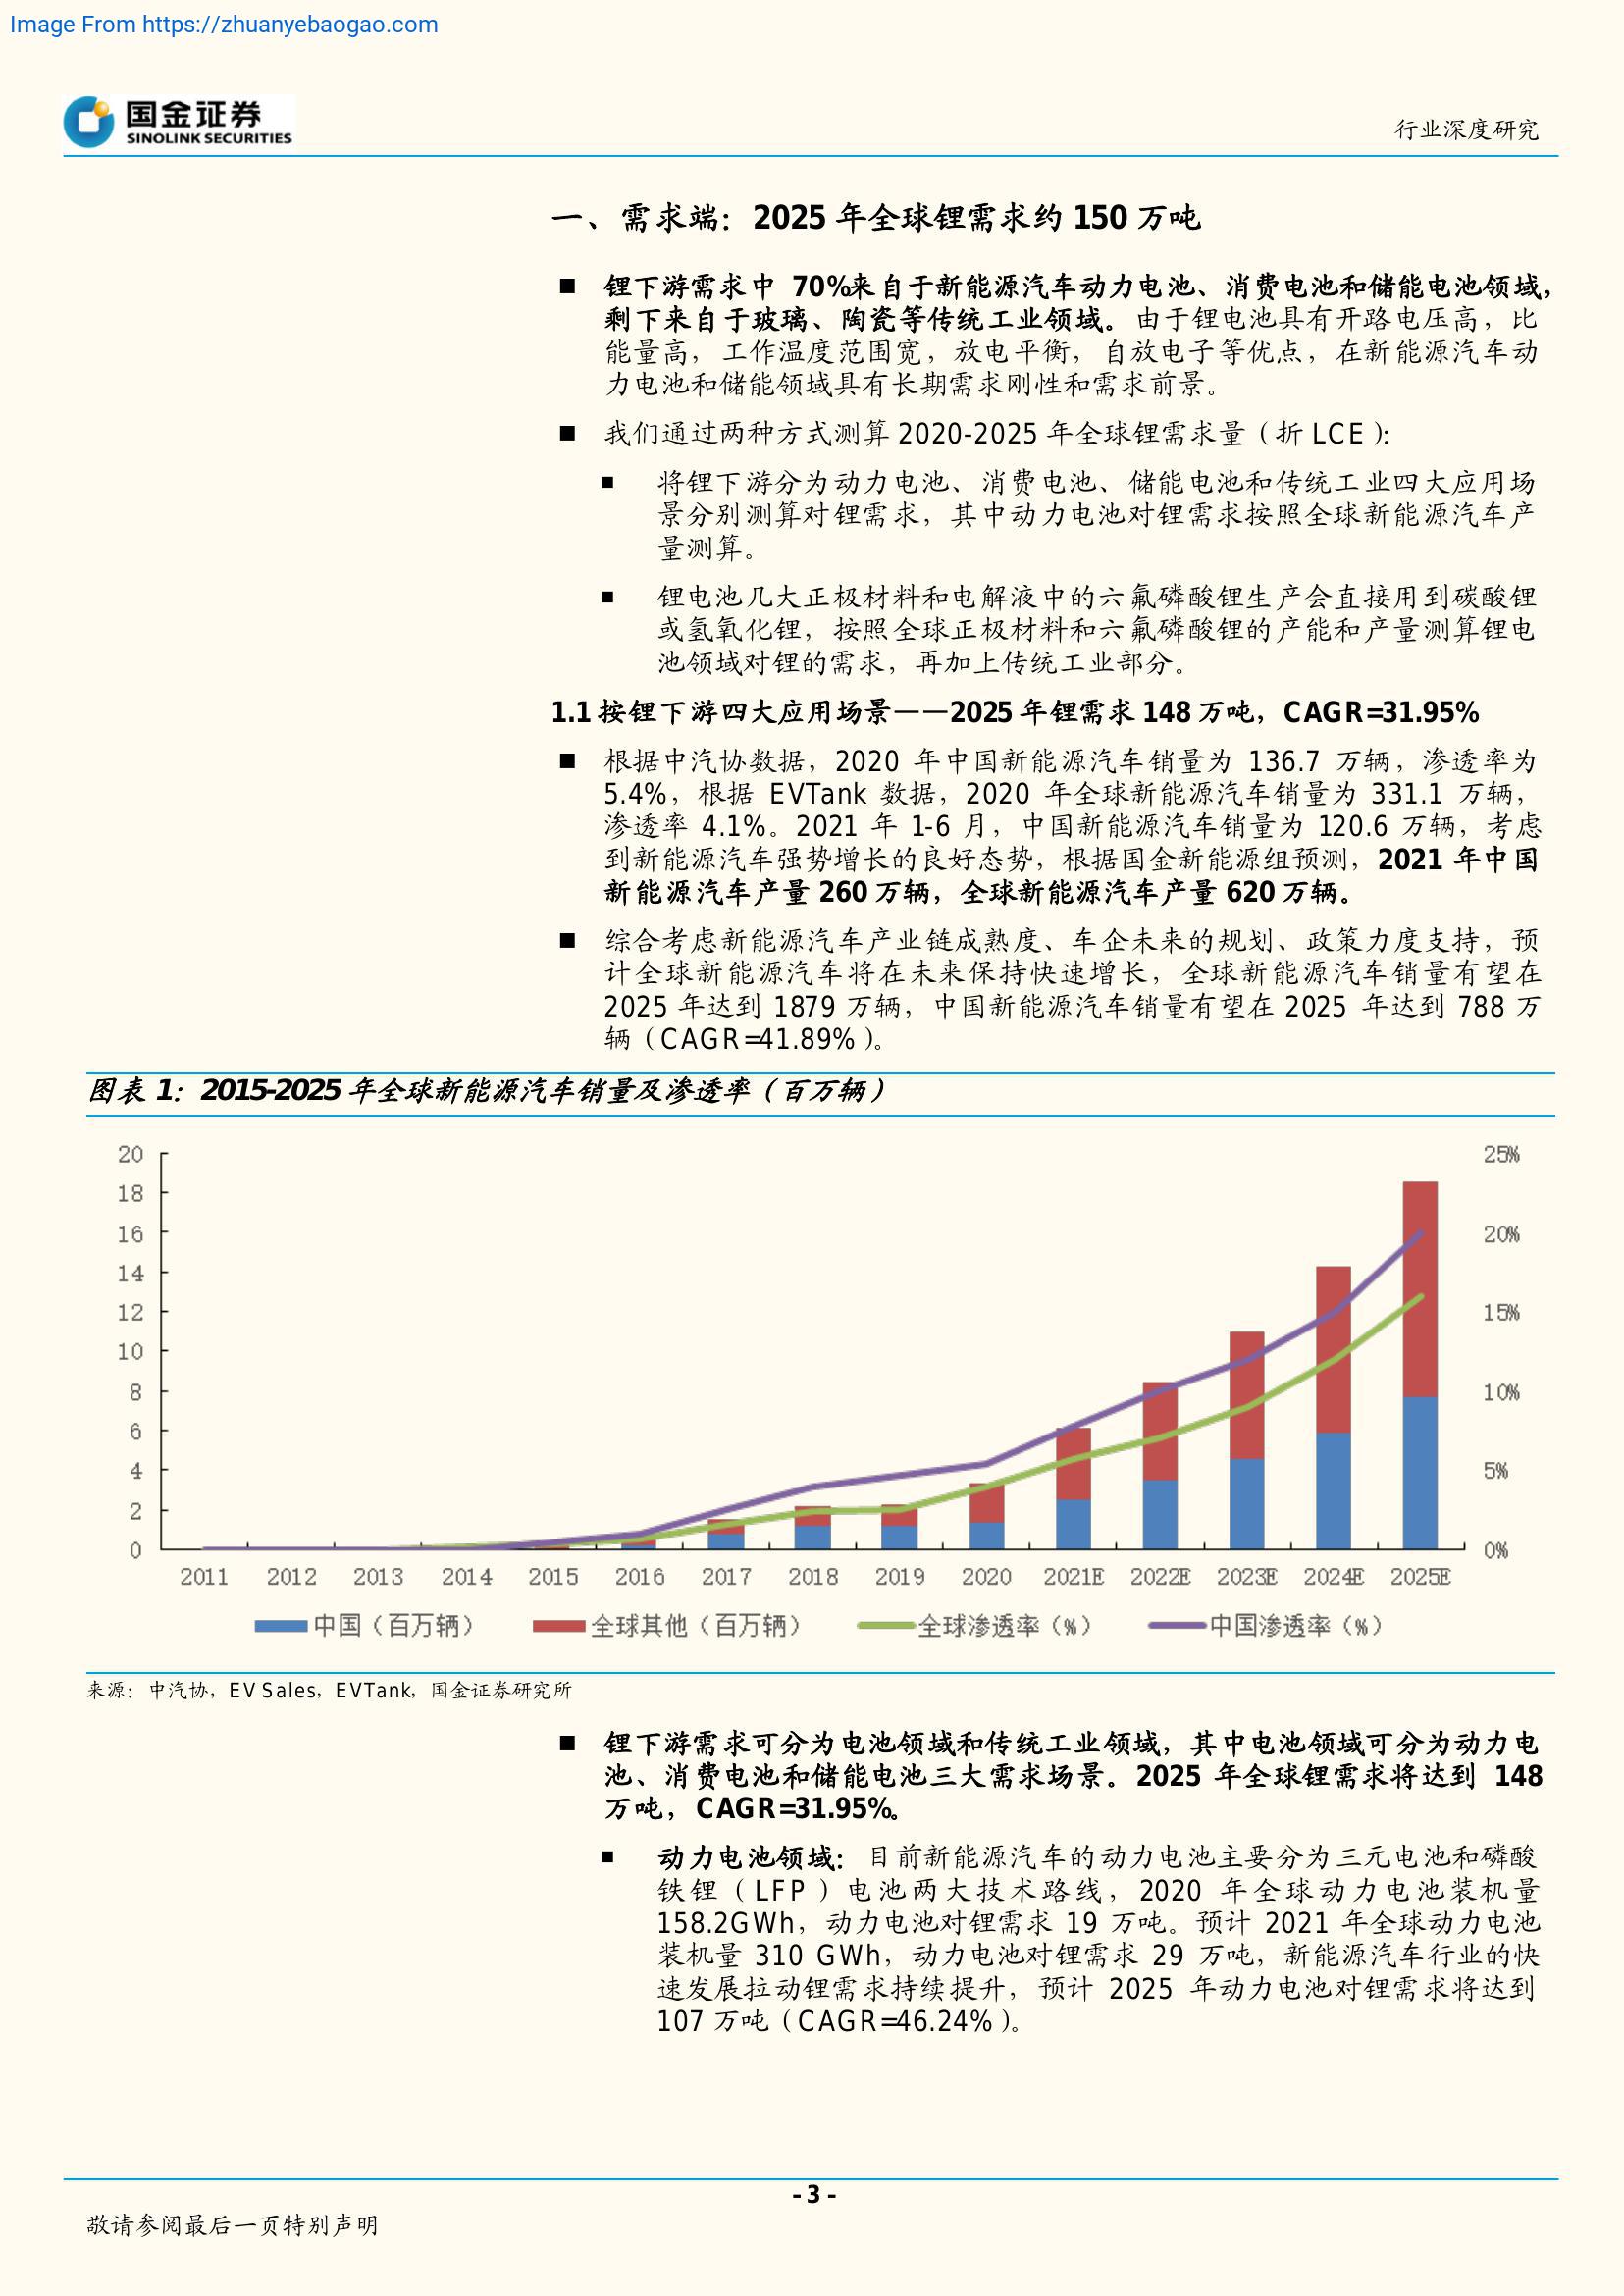 Image From https://zhuanyebaogao.com
国金证券
SINOLINK SECURITIES
行业深度研究
一、需求端：2025 年全球锂需求约 150 万吨
■ 锂下游需求中 70%来自于新能源汽车动力电池、消费电池和储能电池领域，
剩下来自于玻璃、陶瓷等传统工业领域。由于锂电池具有开路电压高，比
能量高，工作温度范围宽，放电平衡，自放电子等优点，在新能源汽车动
力电池和储能领域具有长期需求刚性和需求前景。
■ 我们通过两种方式测算 2020-2025 年全球锂需求量（折 LCE）：
■ 将锂下游分为动力电池、消费电池、储能电池和传统工业四大应用场
景分别测算对锂需求，其中动力电池对锂需求按照全球新能源汽车产
量测算。
■ 锂电池几大正极材料和电解液中的六氟磷酸锂生产会直接用到碳酸锂
或氢氧化锂，按照全球正极材料和六氟磷酸锂的产能和产量测算锂电
池领域对锂的需求，再加上传统工业部分。
1.1 按锂下游四大应用场景——2025 年锂需求 148 万吨，CAGR=31.95%
■ 根据中汽协数据，2020 年中国新能源汽车销量为 136.7 万辆，渗透率为
5.4%，根据 EVTank 数据，2020 年全球新能源汽车销量为 331.1 万辆，
渗透率 4.1%。2021 年 1-6 月，中国新能源汽车销量为 120.6 万辆，考虑
到新能源汽车强势增长的良好态势，根据国金新能源组预测，2021 年中国
新能源汽车产量 260 万辆，全球新能源汽车产量 620 万辆。
■ 综合考虑新能源汽车产业链成熟度、车企未来的规划、政策力度支持，预
计全球新能源汽车将在未来保持快速增长，全球新能源汽车销量有望在
2025 年达到 1879 万辆，中国新能源汽车销量有望在 2025 年达到 788 万
辆（CAGR=41.89%）。
图表 1：2015-2025 年全球新能源汽车销量及渗透率（百万辆）
20 25%
18
16 20%
14
12 15%
10
8 10%
6
4 5%
2
0 0%
2011 2012 2013 2014 2015 2016 2017 2018 2019 2020 2021E 2022E 2023E 2024E 2025E
中国（百万辆） 全球其他（百万辆） 全球渗透率（%） 中国渗透率（%）
来源：中汽协，EV Sales，EVTank，国金证券研究所
■ 锂下游需求可分为电池领域和传统工业领域，其中电池领域可分为动力电
池、消费电池和储能电池三大需求场景。2025 年全球锂需求将达到 148
万吨，CAGR=31.95%。
■ 动力电池领域：目前新能源汽车的动力电池主要分为三元电池和磷酸
铁锂（LFP）电池两大技术路线，2020 年全球动力电池装机量
158.2GWh，动力电池对锂需求 19 万吨。预计 2021 年全球动力电池
装机量 310 GWh，动力电池对锂需求 29 万吨，新能源汽车行业的快
速发展拉动锂需求持续提升，预计 2025 年动力电池对锂需求将达到
107 万吨（CAGR=46.24%）。
- 3 -
敬请参阅最后一页特别声明